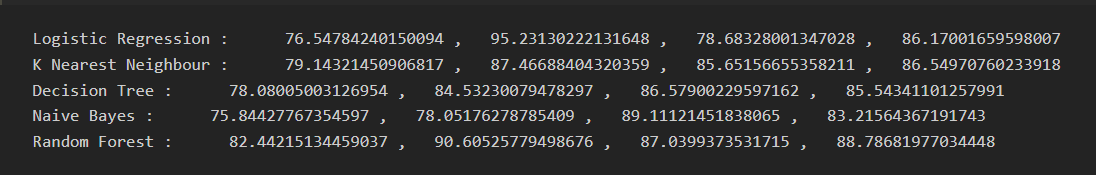 Logistic Regression :      76.54784240150094 ,   95.23130222131648 ,   78.68328001347028 ,   86.17001659598007
K Nearest Neighbour :      79.14321450906817 ,   87.46688404320359 ,   85.65156655358211 ,   86.54970760233918
Decision Tree :      78.08005003126954 ,   84.53230079478297 ,   86.57900229597162 ,   85.54341101257991
Naive Bayes :      75.84427767354597 ,   78.05176278785409 ,   89.11121451838065 ,   83.21564367191743
Random Forest :      82.44215134459037 ,   90.60525779498676 ,   87.0399373531715 ,   88.78681977034448